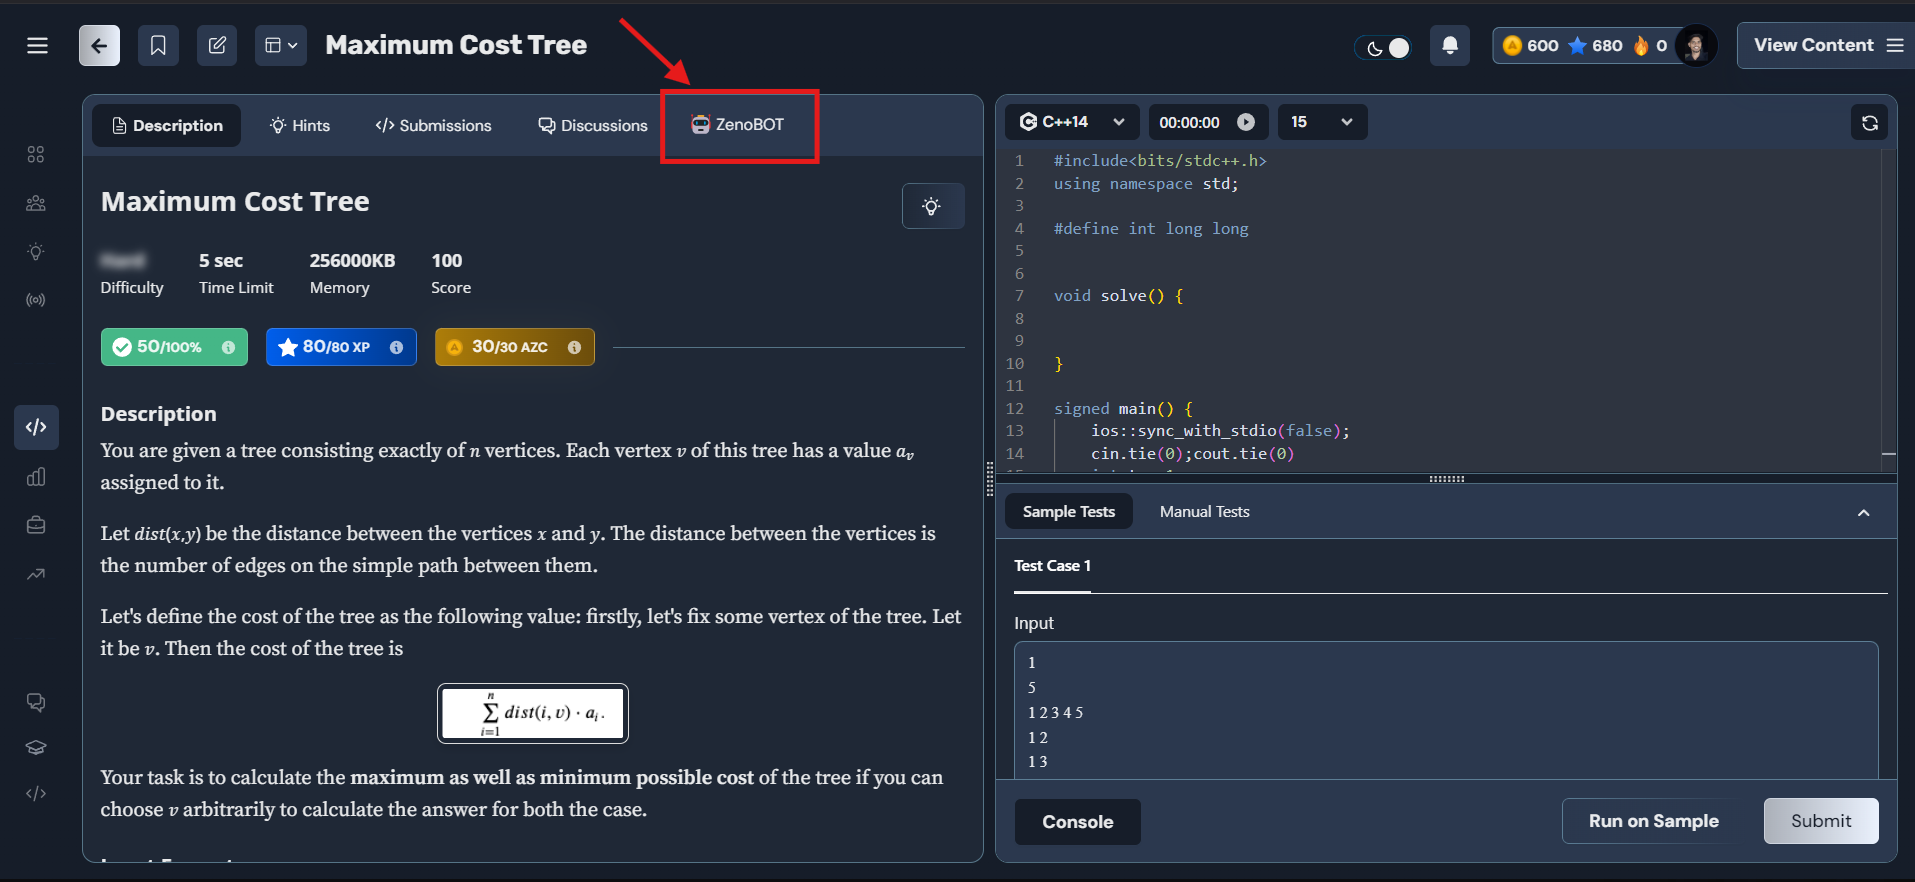 Maximum Cost Tree
600 680 0
View Content
Description Hints Submissions Discussions ZenoBOT
Maximum Cost Tree
5 sec 256000KB 100
Difficulty Time Limit Memory Score
50/100% 80/80 XP 30/30 AZC
Description
You are given a tree consisting exactly of n vertices. Each vertex v of this tree has a value aᵥ
assigned to it.
Let dist(x,y) be the distance between the vertices x and y. The distance between the vertices is
the number of edges on the simple path between them.
Let's define the cost of the tree as the following value: firstly, let's fix some vertex of the tree. Let
it be v. Then the cost of the tree is
n
∑ dist(i, v) · aᵢ.
i=1
Your task is to calculate the maximum as well as minimum possible cost of the tree if you can
choose v arbitrarily to calculate the answer for both the case.
C++14 00:00:00 15
1 #include<bits/stdc++.h>
2 using namespace std;
3
4 #define int long long
5
6
7 void solve() {
8
9
10 }
11
12 signed main() {
13 ios::sync_with_stdio(false);
14 cin.tie(0);cout.tie(0)
Sample Tests Manual Tests
Test Case 1
Input
1
5
1 2 3 4 5
1 2
1 3
Console Run on Sample Submit